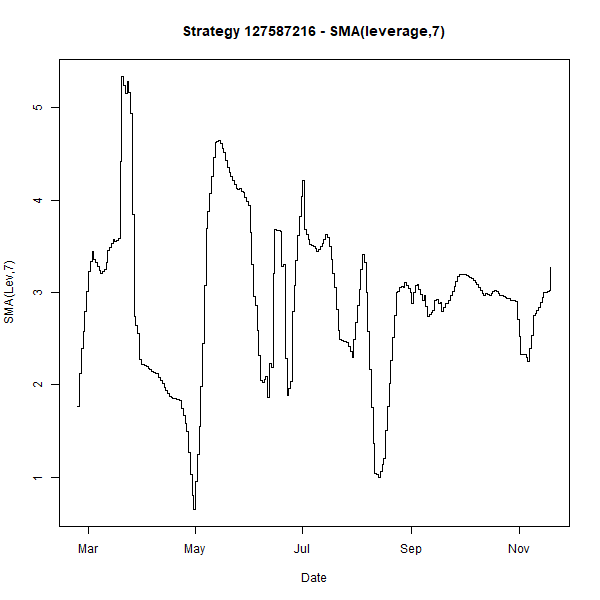 Strategy 127587216 - SMA(leverage,7)
SMA(Lev,7)
5
4
3
2
1
Mar
May
Jul
Sep
Nov
Date